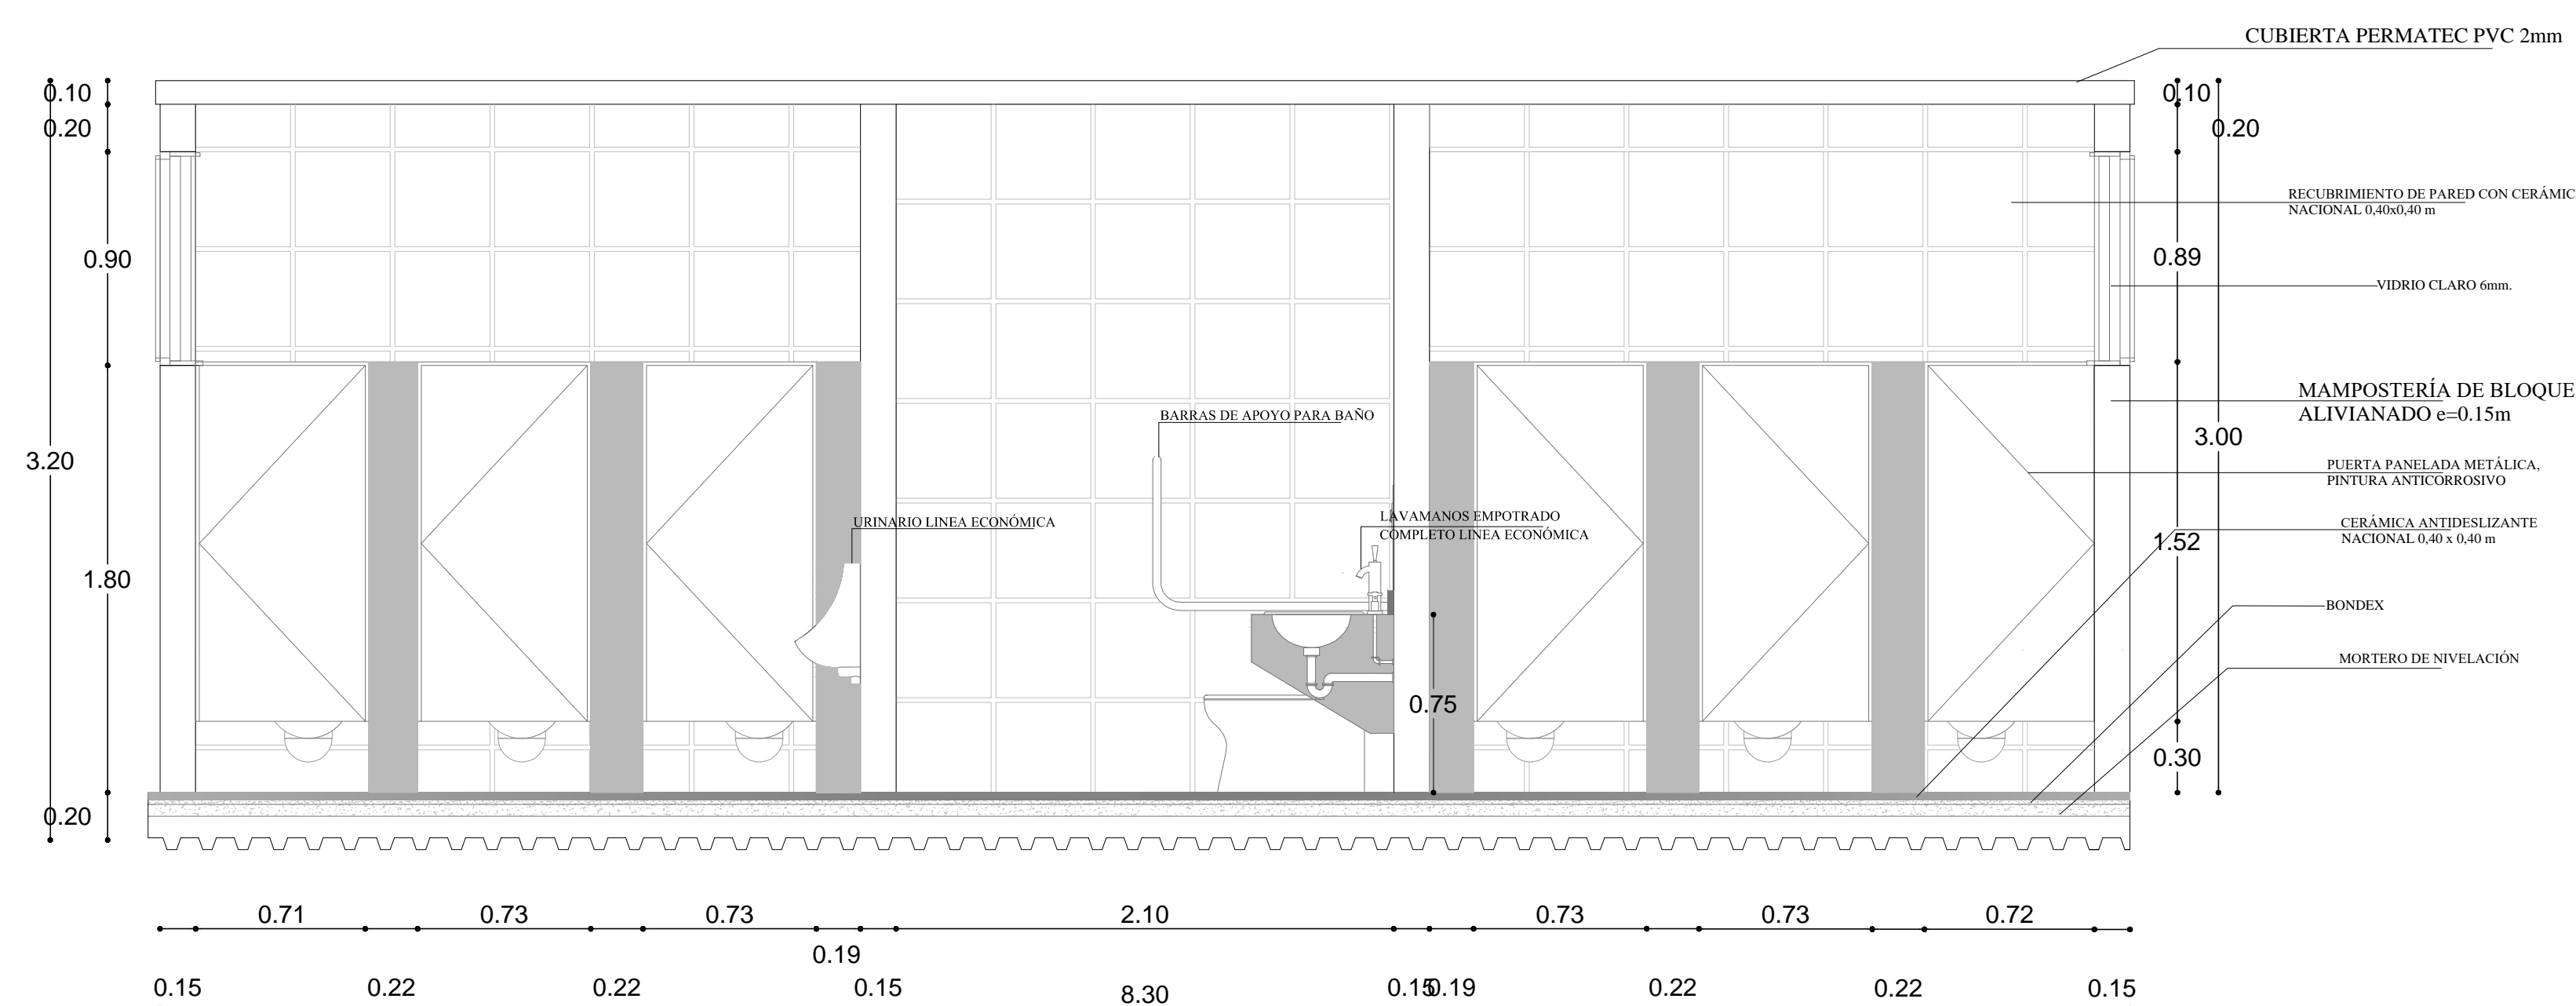 CUBIERTA PERMATEC PVC 2mm
0.10
0.20
0.90
3.20
1.80
0.20
0.10
0.20
RECUBRIMIENTO DE PARED CON CERÁMIC
NACIONAL 0,40x0,40 m
0.89
VIDRIO CLARO 6mm.
MAMPOSTERÍA DE BLOQUE
ALIVIANADO e=0.15m
3.00
PUERTA PANELADA METÁLICA,
PINTURA ANTICORROSIVO
CERÁMICA ANTIDESLIZANTE
NACIONAL 0,40 x 0,40 m
1.52
BONDEX
MORTERO DE NIVELACIÓN
0.30
BARRAS DE APOYO PARA BAÑO
URINARIO LINEA ECONÓMICA
LAVAMANOS EMPOTRADO
COMPLETO LINEA ECONÓMICA
0.75
0.71 0.73 0.73 2.10 0.73 0.73 0.72
0.19
0.15 0.22 0.22 0.15 8.30 0.15 0.19 0.22 0.22 0.15